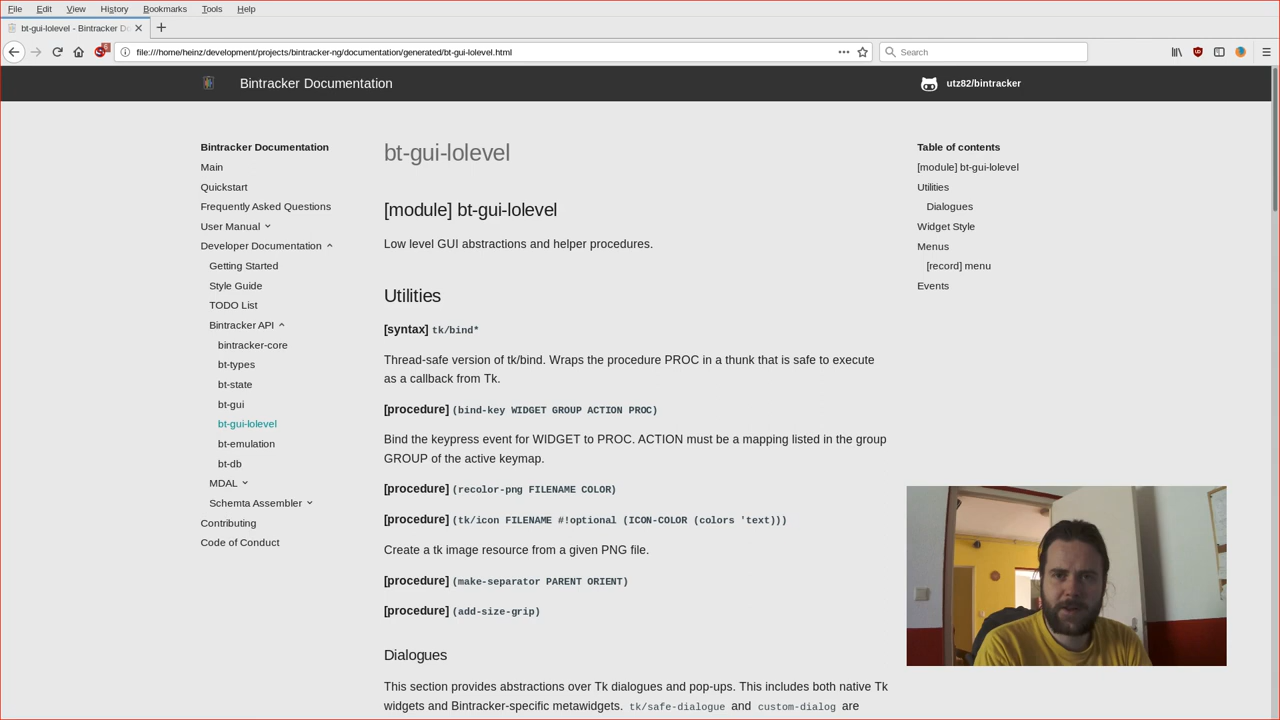 File Edit View History Bookmarks Tools Help
bt-gui-lolevel - Bintracker Do
file:///home/heinz/development/projects/bintracker-ng/documentation/generated/bt-gui-lolevel.html
Search
Bintracker Documentation
utz82/bintracker
Bintracker Documentation
Main
Quickstart
Frequently Asked Questions
User Manual
Developer Documentation
Getting Started
Style Guide
TODO List
Bintracker API
bintracker-core
bt-types
bt-state
bt-gui
bt-gui-lolevel
bt-emulation
bt-db
MDAL
Schemta Assembler
Contributing
Code of Conduct
bt-gui-lolevel
[module] bt-gui-lolevel
Low level GUI abstractions and helper procedures.
Utilities
[syntax] tk/bind*
Thread-safe version of tk/bind. Wraps the procedure PROC in a thunk that is safe to execute
as a callback from Tk.
[procedure] (bind-key WIDGET GROUP ACTION PROC)
Bind the keypress event for WIDGET to PROC. ACTION must be a mapping listed in the group
GROUP of the active keymap.
[procedure] (recolor-png FILENAME COLOR)
[procedure] (tk/icon FILENAME #!optional (ICON-COLOR (colors 'text)))
Create a tk image resource from a given PNG file.
[procedure] (make-separator PARENT ORIENT)
[procedure] (add-size-grip)
Dialogues
This section provides abstractions over Tk dialogues and pop-ups. This includes both native Tk
widgets and Bintracker-specific metawidgets. tk/safe-dialogue and custom-dialog are
Table of contents
[module] bt-gui-lolevel
Utilities
Dialogues
Widget Style
Menus
[record] menu
Events